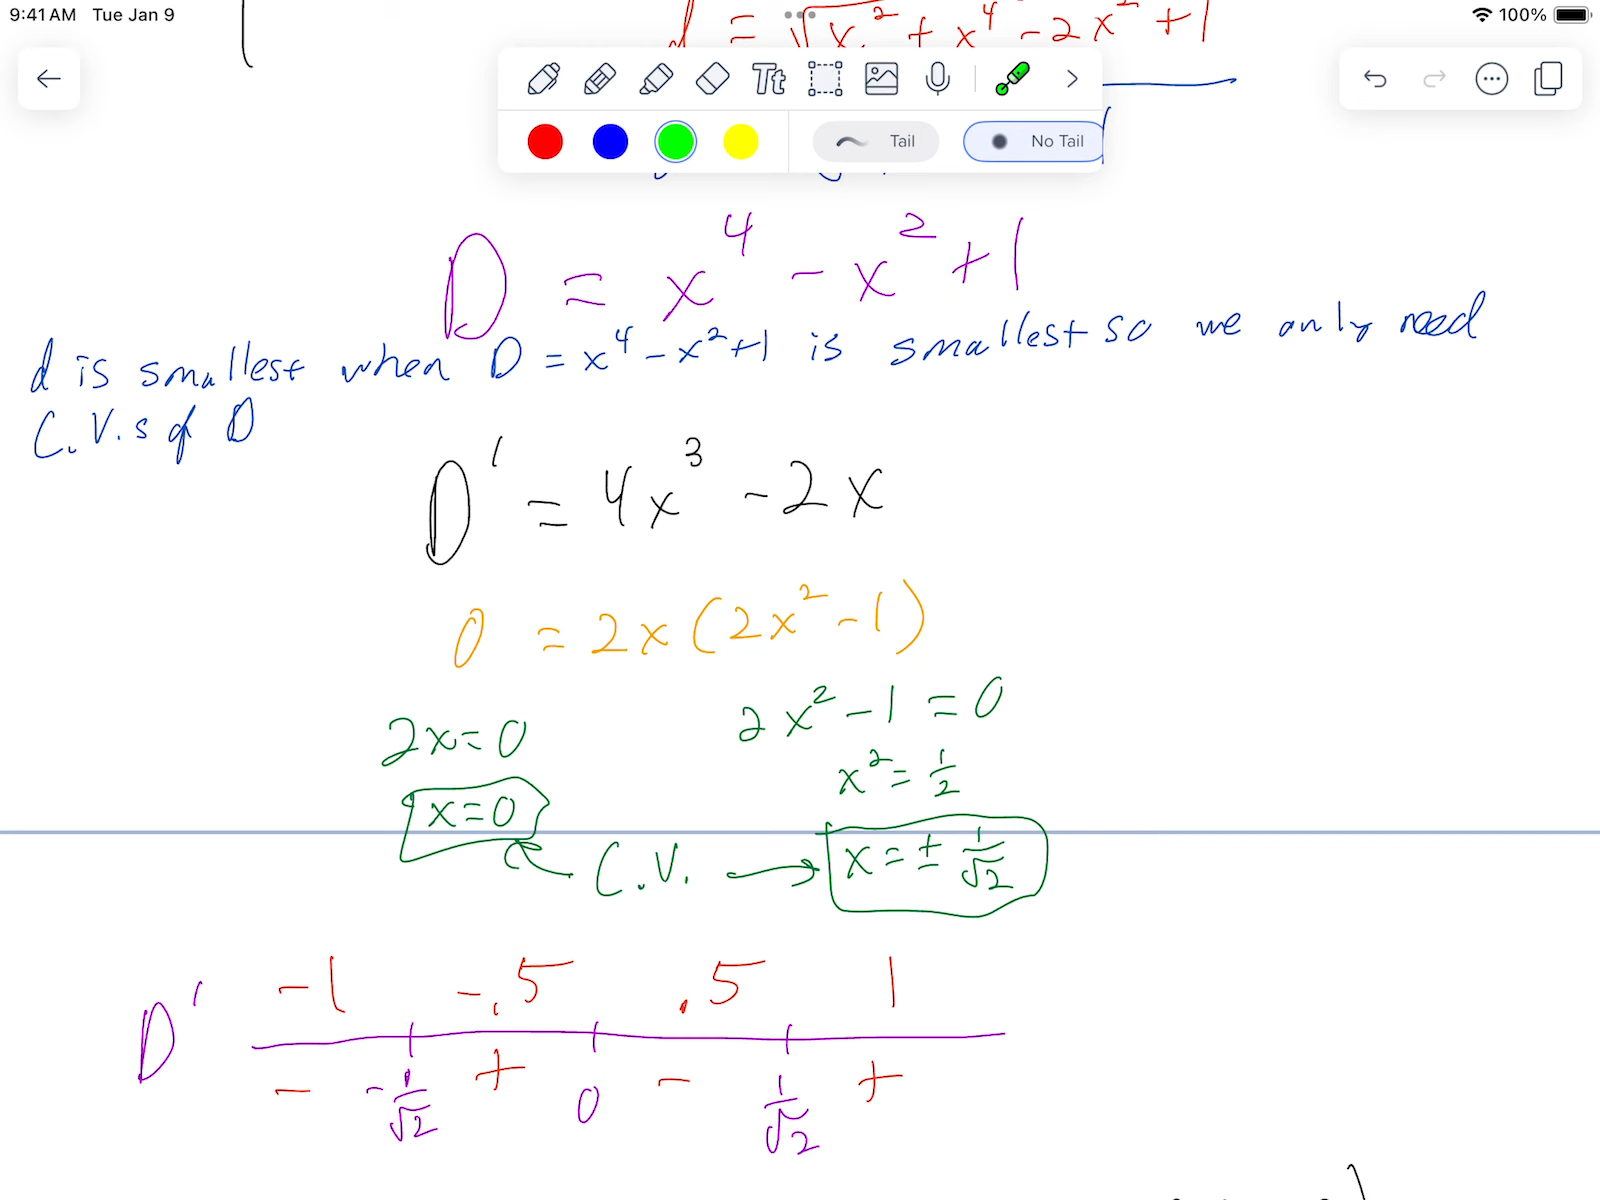 9:41 AM Tue Jan 9
100%
d = √x² + x⁴ - 2x² + 1
Tt
Tail
No Tail
D = x⁴ - x² + 1
d is smallest when D = x⁴ - x² + 1 is smallest so we only need
C.V.s of D
D' = 4x³ - 2x
0 = 2x(2x² - 1)
2x = 0
2x² - 1 = 0
x = 0
x² = 1/2
C.V.
x = ± 1/√2
-1 -.5 .5 1
D'
- -1/√2 + 0 - 1/√2 +